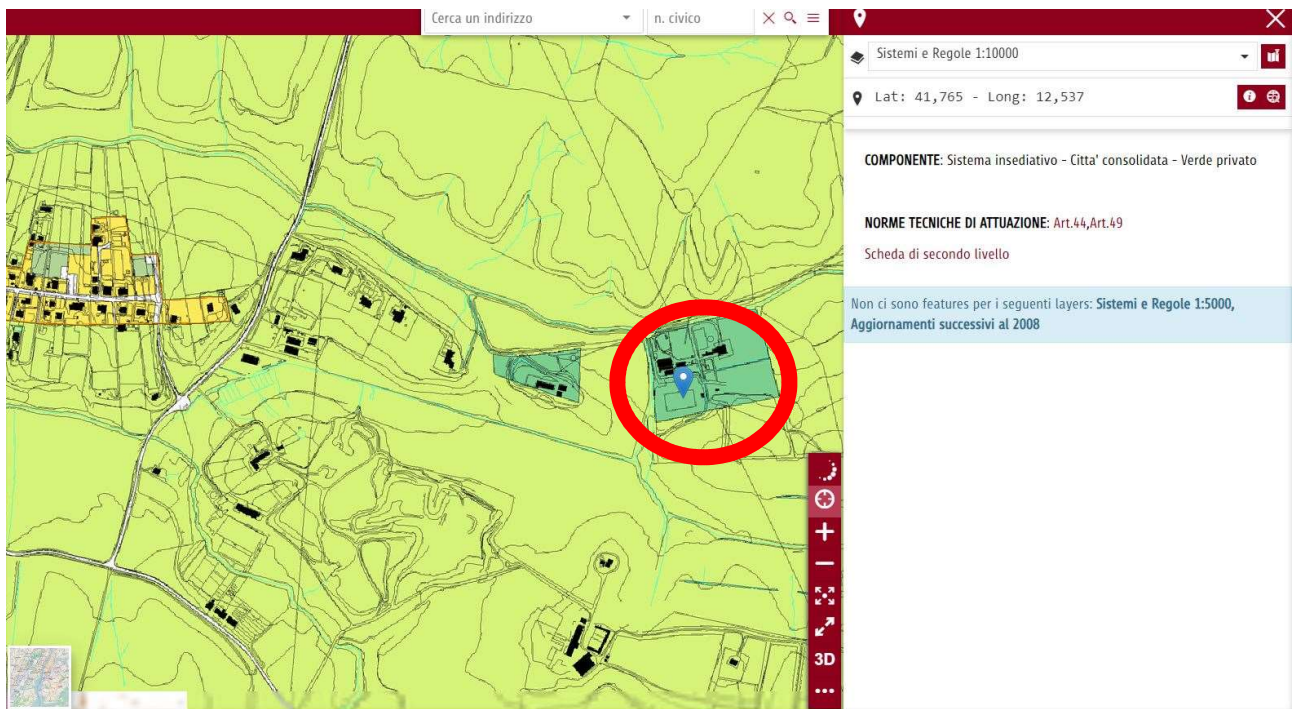 Cerca un indirizzo
n. civico
Sistemi e Regole 1:10000
Lat: 41,765 - Long: 12,537
COMPONENTE: Sistema insediativo - Citta' consolidata - Verde privato
NORME TECNICHE DI ATTUAZIONE: Art.44,Art.49
Scheda di secondo livello
Non ci sono features per i seguenti layers: Sistemi e Regole 1:5000,
Aggiornamenti successivi al 2008
3D